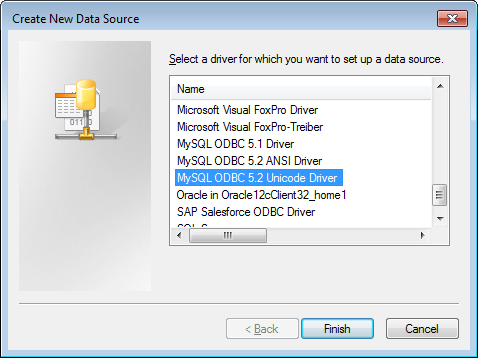 Create New Data Source
Select a driver for which you want to set up a data source.
Name
Microsoft Visual FoxPro Driver
Microsoft Visual FoxPro-Treiber
MySQL ODBC 5.1 Driver
MySQL ODBC 5.2 ANSI Driver
MySQL ODBC 5.2 Unicode Driver
Oracle in Oracle12cClient32_home1
SAP Salesforce ODBC Driver
< Back
Finish
Cancel